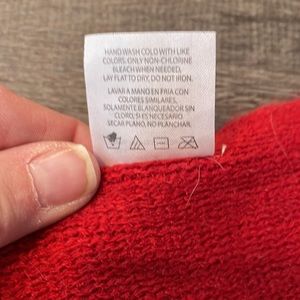 HAND WASH COLD WITH LIKE
COLORS. ONLY NON-CHLORINE
BLEACH WHEN NEEDED,
LAY FLAT TO DRY, DO NOT IRON.
LAVAR A MANO EN FRIA CON
COLORES SIMILARES,
SOLAMENTE BLANQUEADOR SIN
CLORO, SI ES NECESARIO
SECAR PLANO, NO PLANCHAR.